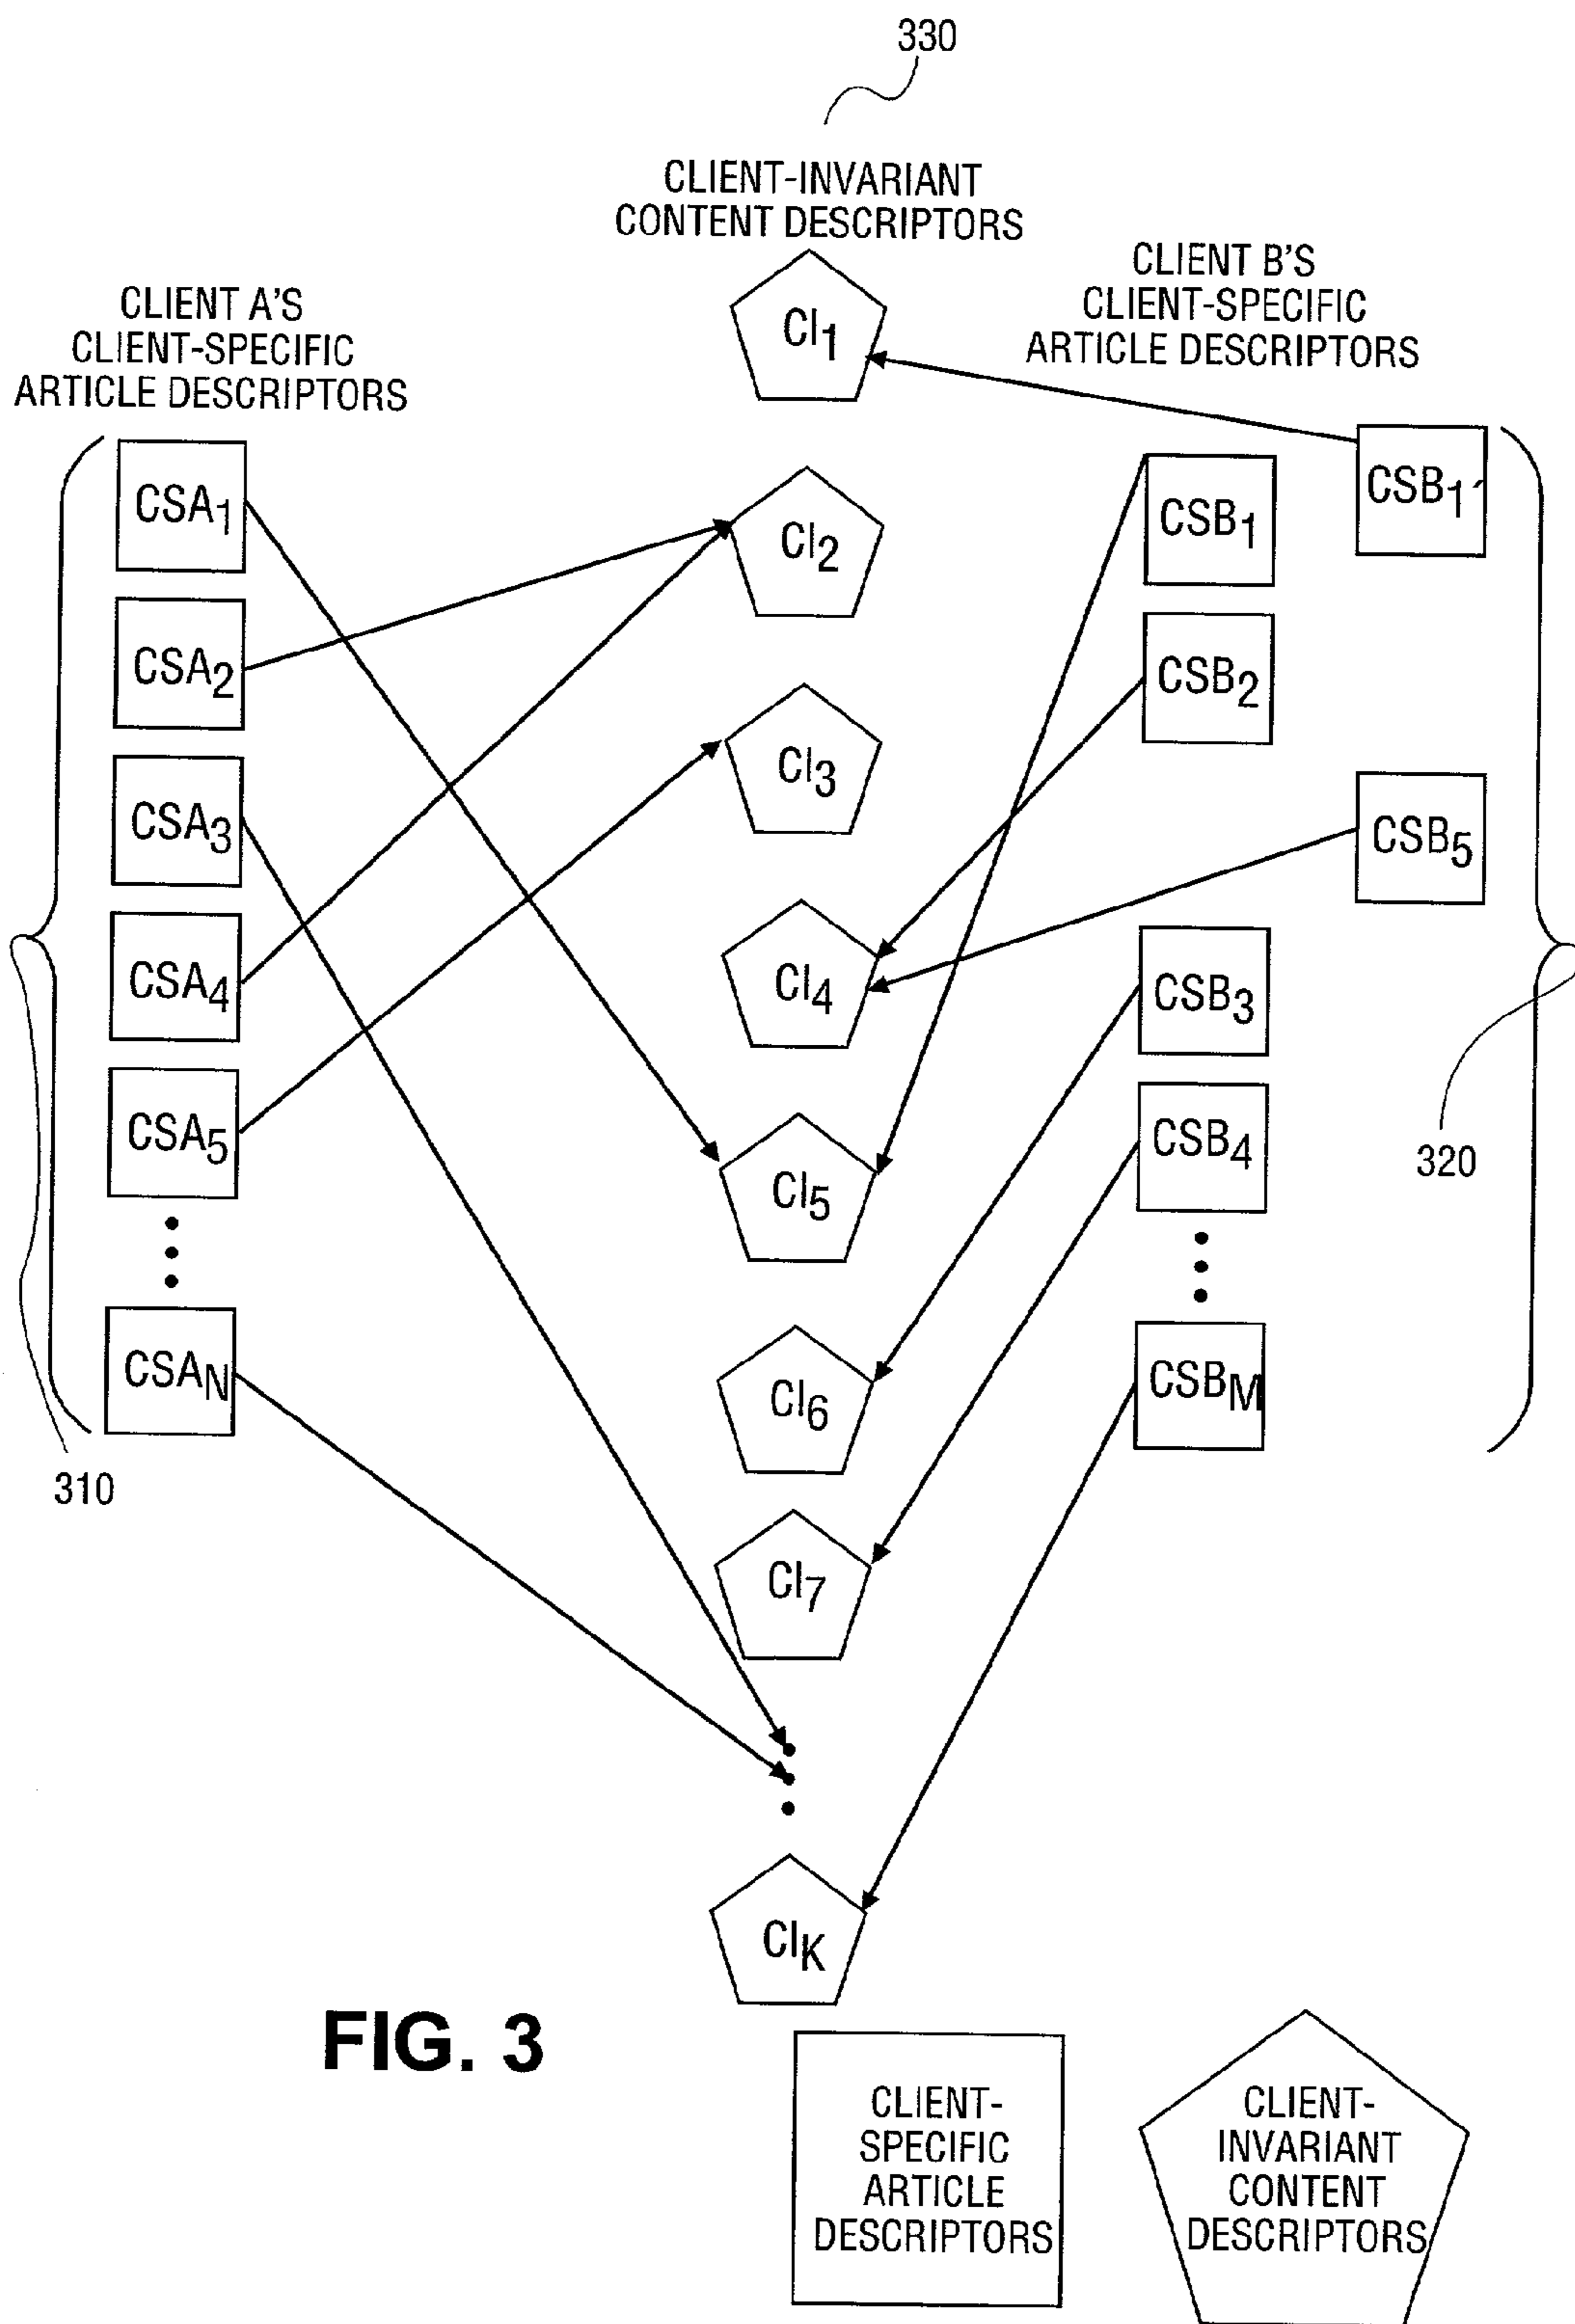 330
CLIENT-INVARIANT
CONTENT DESCRIPTORS
CLIENT A'S
CLIENT-SPECIFIC
ARTICLE DESCRIPTORS
CLIENT B'S
CLIENT-SPECIFIC
ARTICLE DESCRIPTORS
CSA1
CSA2
CSA3
CSA4
CSA5
CSAN
310
CI1
CI2
CI3
CI4
CI5
CI6
CI7
CIK
CSB1
CSB2
CSB3
CSB4
CSBM
CSB1'
CSB5
320
FIG. 3
CLIENT-
SPECIFIC
ARTICLE
DESCRIPTORS
CLIENT-
INVARIANT
CONTENT
DESCRIPTORS